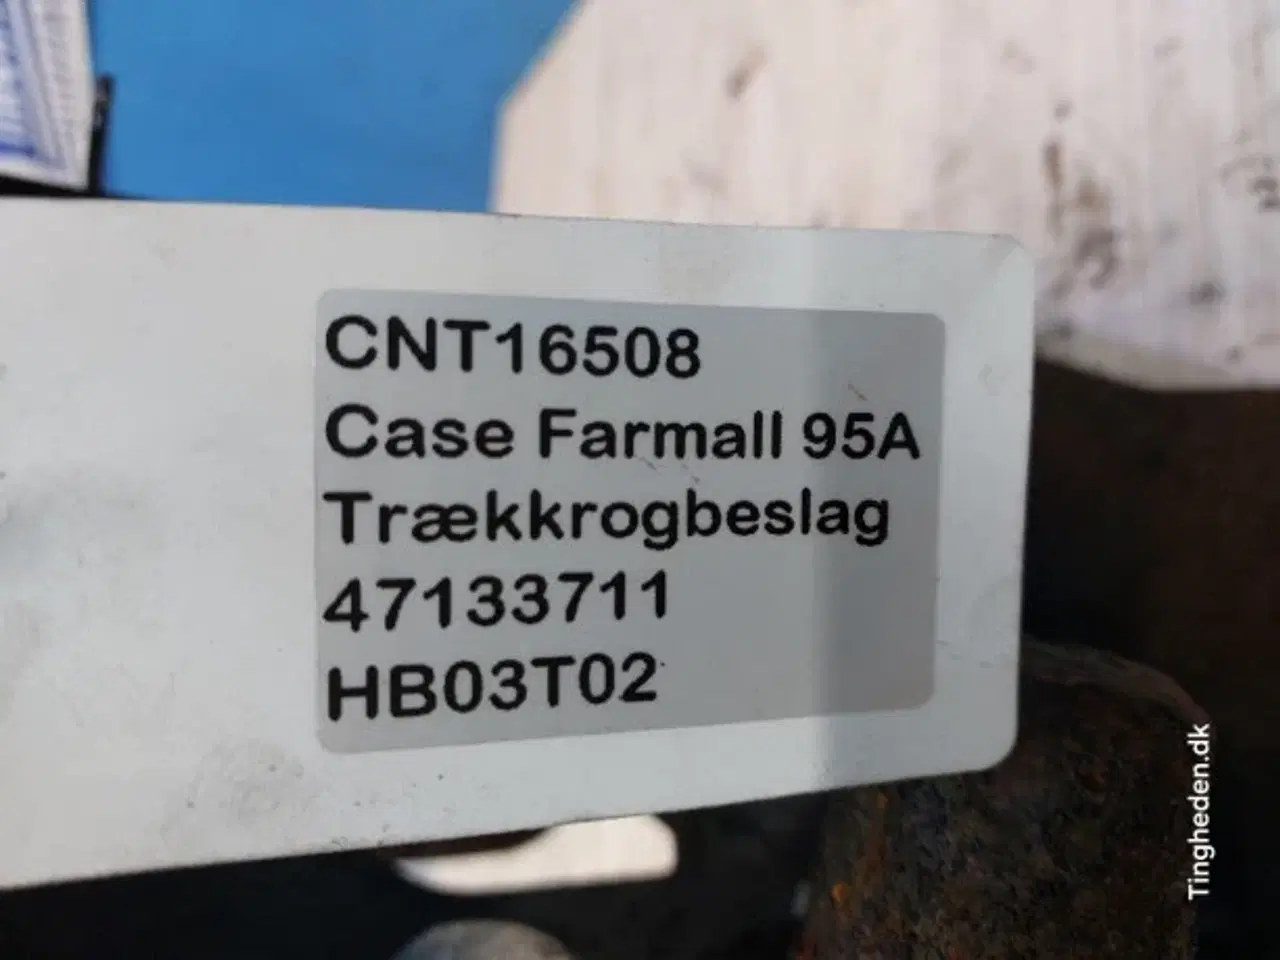 CNT16508
Case Farmall 95A
Trækkrogbeslag
47133711
HB03T02
Tingheden.dk